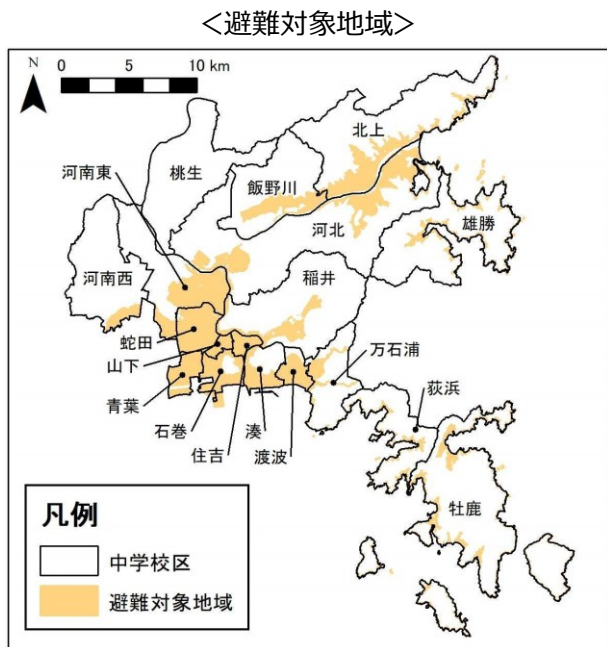 <避難対象地域>
N
0 5 10 km
北上
河南東
桃生
飯野川
雄勝
河北
河南西
稲井
蛇田
山下
万石浦
青葉
荻浜
石巻
湊
住吉
渡波
牡鹿
凡例
中学校区
避難対象地域